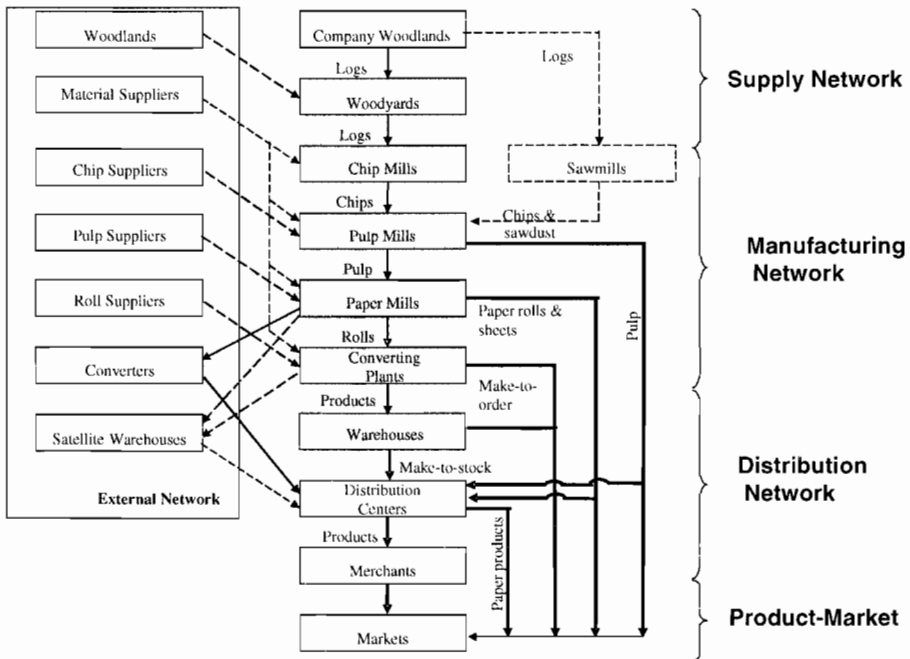 Woodlands
Company Woodlands
Logs
Logs
Supply Network
Material Suppliers
Woodyards
Logs
Chip Suppliers
Chip Mills
Sawmills
Chips
Chips &
sawdust
Pulp Suppliers
Pulp Mills
Manufacturing
Network
Pulp
Roll Suppliers
Paper Mills
Paper rolls &
sheets
Pulp
Rolls
Converters
Converting
Plants
Make-to-
order
Products
Satellite Warehouses
Warehouses
Make-to-stock
Distribution
Network
External Network
Distribution
Centers
Products
Paper products
Merchants
Product-Market
Markets